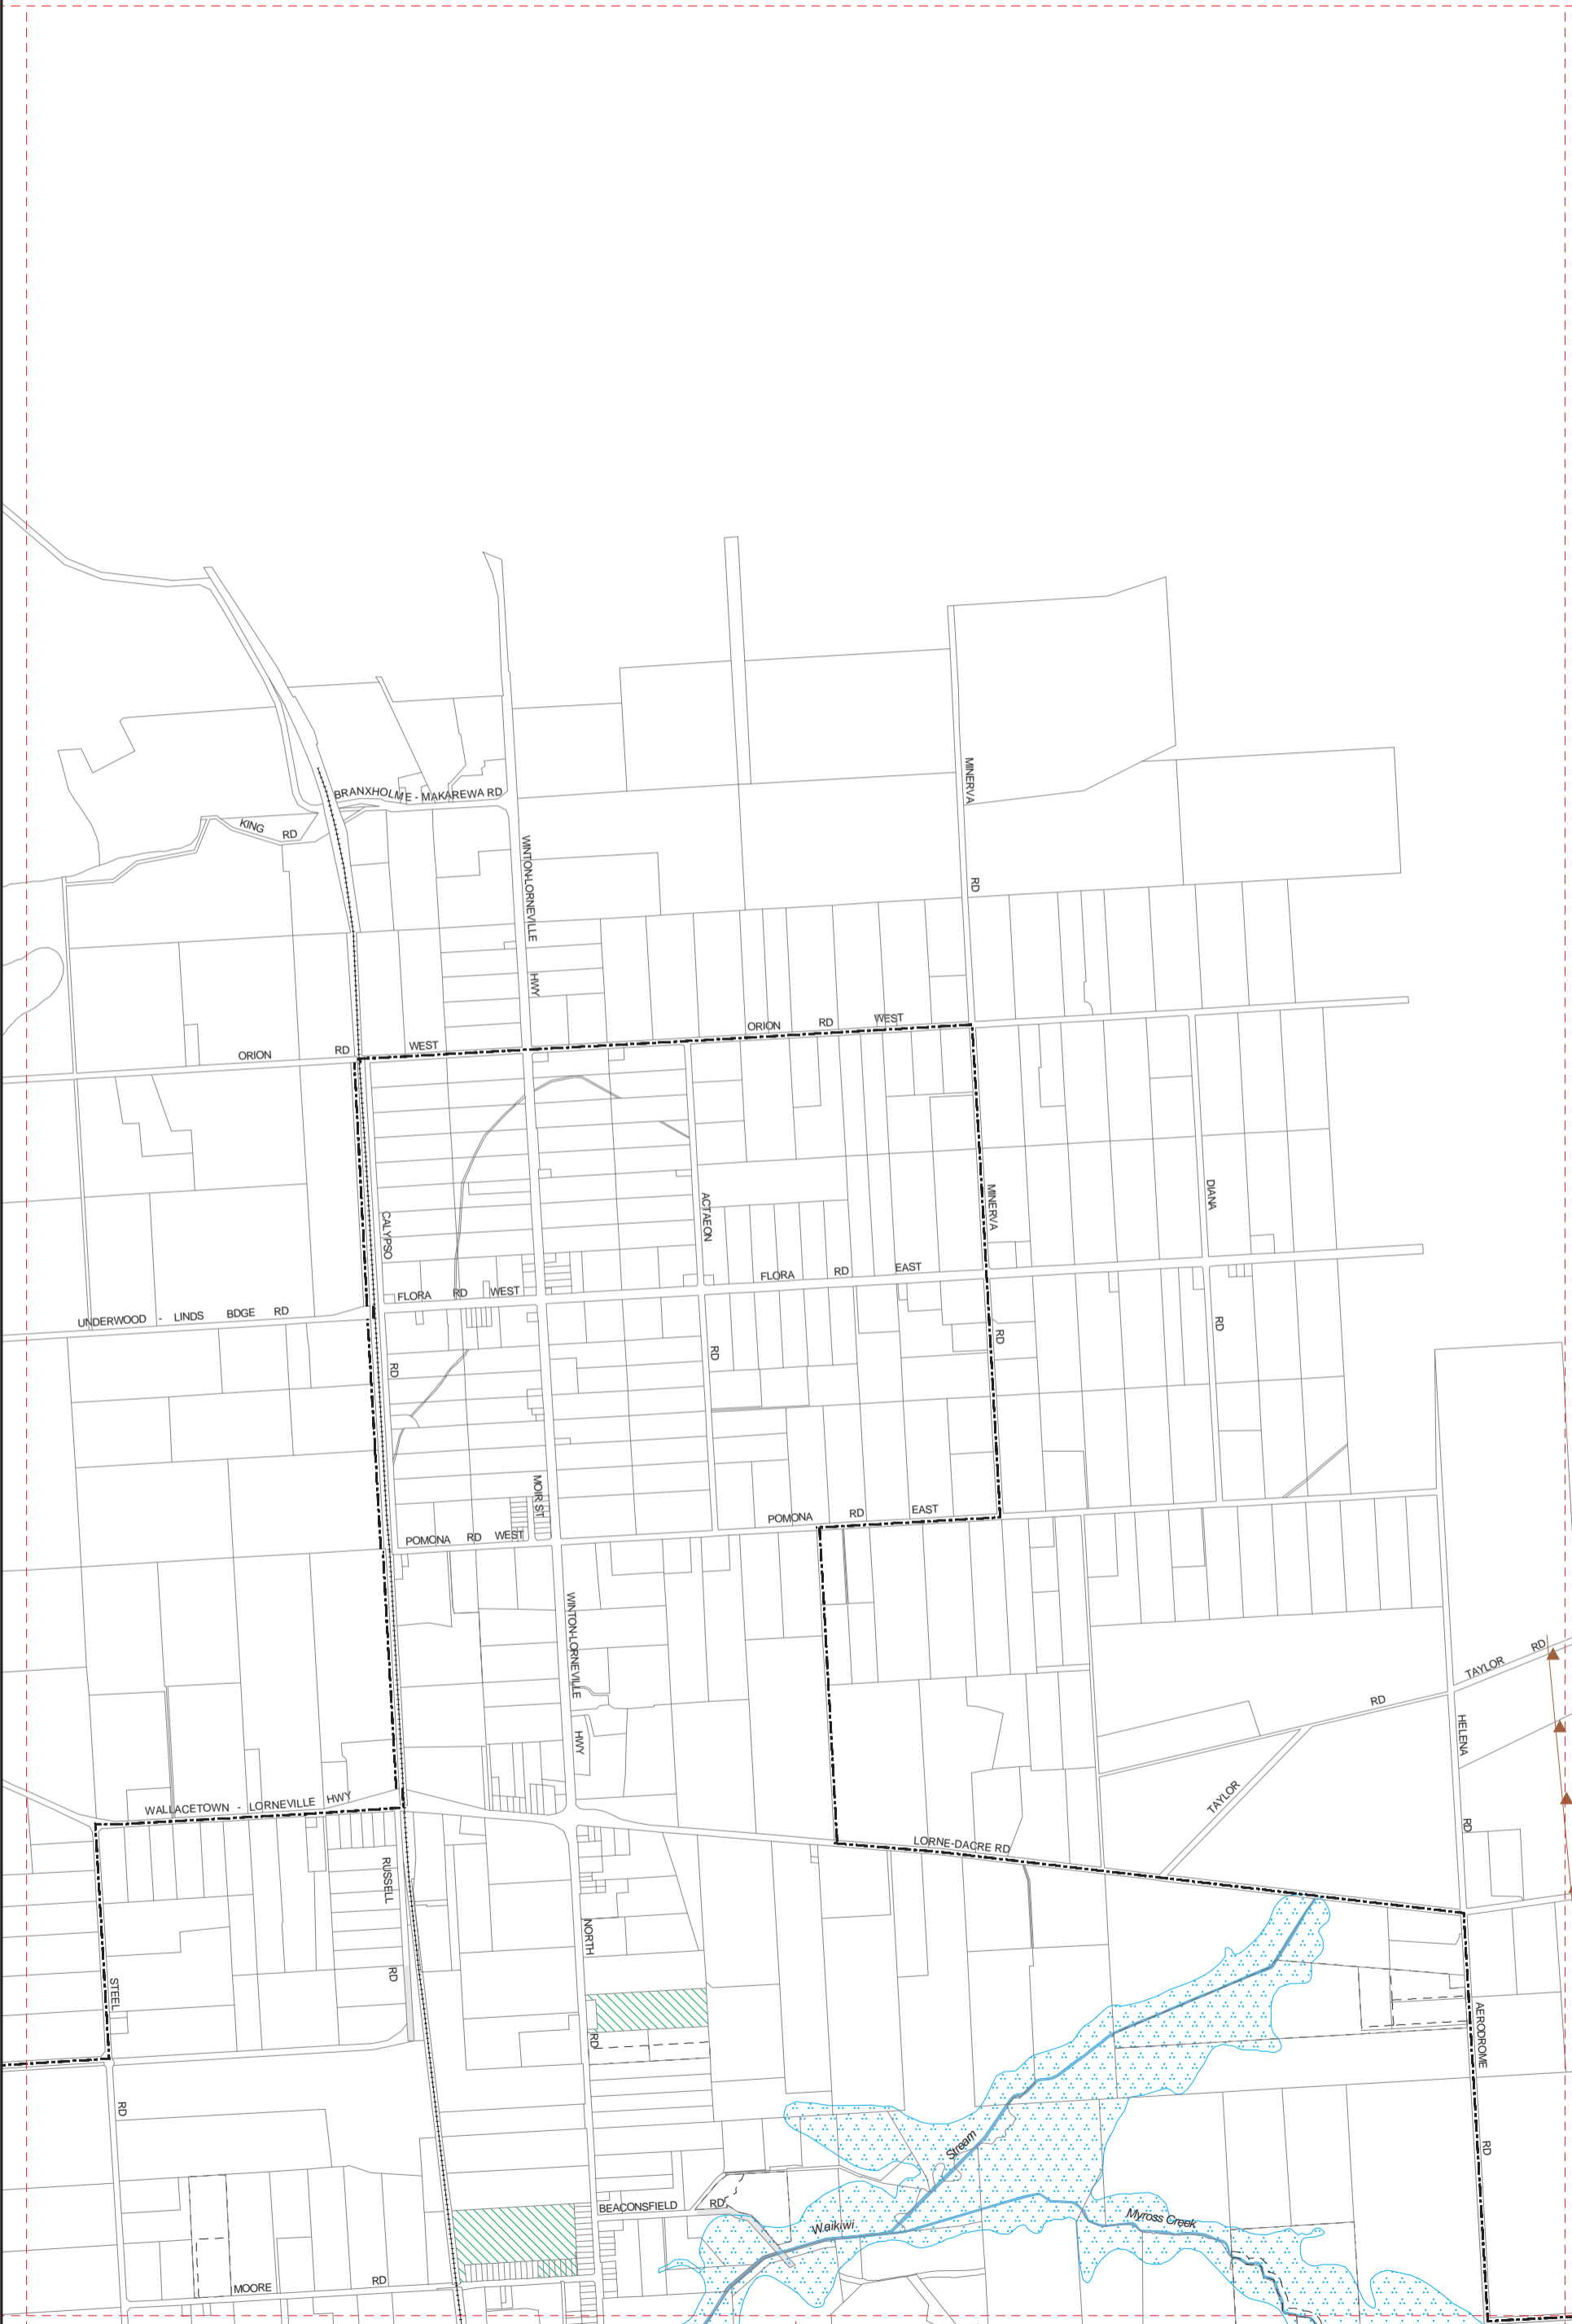 BRANXHOLME - MAKAREWA RD
KING RD
MINERVA
WINTON-LORNEVILLE
RD
HWY
ORION RD WEST
ORION RD WEST
CALYPSO
ACTAEON
MINERVA
DIANA
FLORA RD EAST
FLORA RD WEST
UNDERWOOD - LINDS BDGE RD
RD
RD
RD
RD
MOIR ST
POMONA RD EAST
POMONA RD WEST
WINTON-LORNEVILLE
HWY
TAYLOR RD
RD
HELENA
TAYLOR
RD
WALLACETOWN - LORNEVILLE HWY
LORNE-DACRE RD
RUSSELL
RD
NORTH
RD
STEEL
RD
AERODROME
RD
Stream
BEACONSFIELD RD
Waikiwi
Myross Creek
MOORE RD